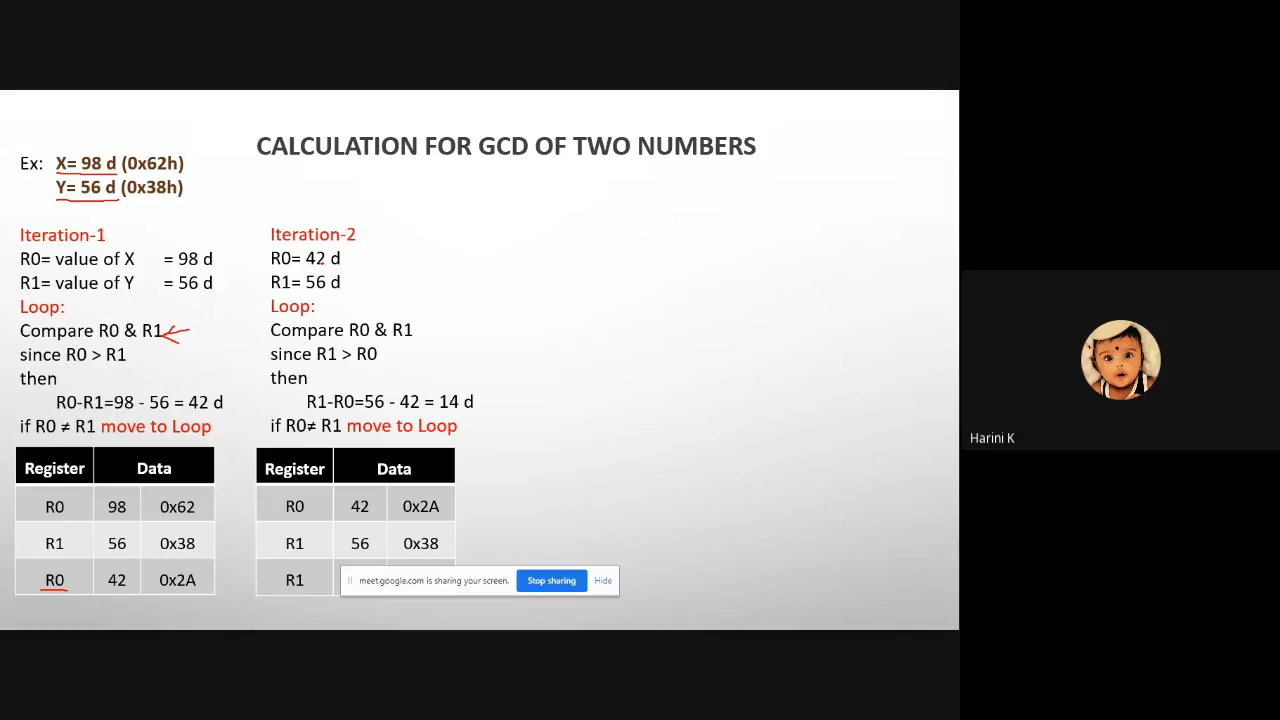 CALCULATION FOR GCD OF TWO NUMBERS
Ex: X= 98 d (0x62h)
Y= 56 d (0x38h)
Iteration-1
R0= value of X = 98 d
R1= value of Y = 56 d
Loop:
Compare R0 & R1
since R0 > R1
then
R0-R1=98 - 56 = 42 d
if R0 ≠ R1 move to Loop
Register Data
R0 98 0x62
R1 56 0x38
R0 42 0x2A
Iteration-2
R0= 42 d
R1= 56 d
Loop:
Compare R0 & R1
since R1 > R0
then
R1-R0=56 - 42 = 14 d
if R0≠ R1 move to Loop
Register Data
R0 42 0x2A
R1 56 0x38
R1
meet.google.com is sharing your screen. Stop sharing Hide
Harini K